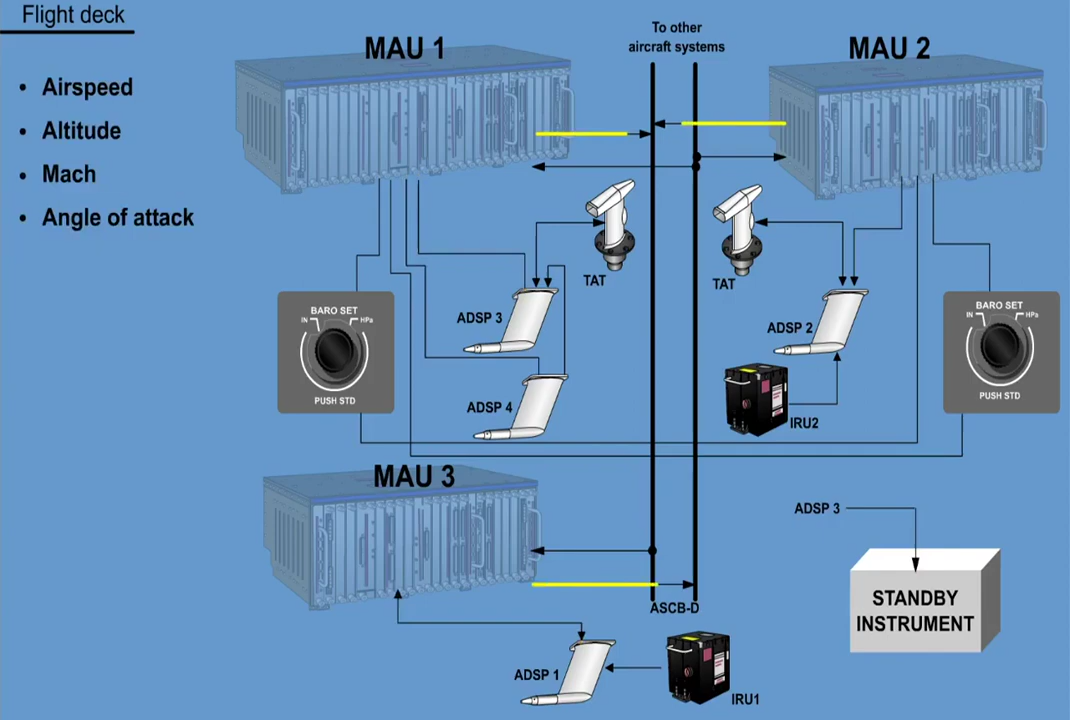 Flight deck
• Airspeed
• Altitude
• Mach
• Angle of attack
MAU 1
To other
aircraft systems
MAU 2
TAT
TAT
ADSP 3
ADSP 2
BARO SET
IN
HPa
PUSH STD
BARO SET
IN
HPa
PUSH STD
ADSP 4
IRU2
MAU 3
ADSP 3
STANDBY
INSTRUMENT
ASCB-D
ADSP 1
IRU1